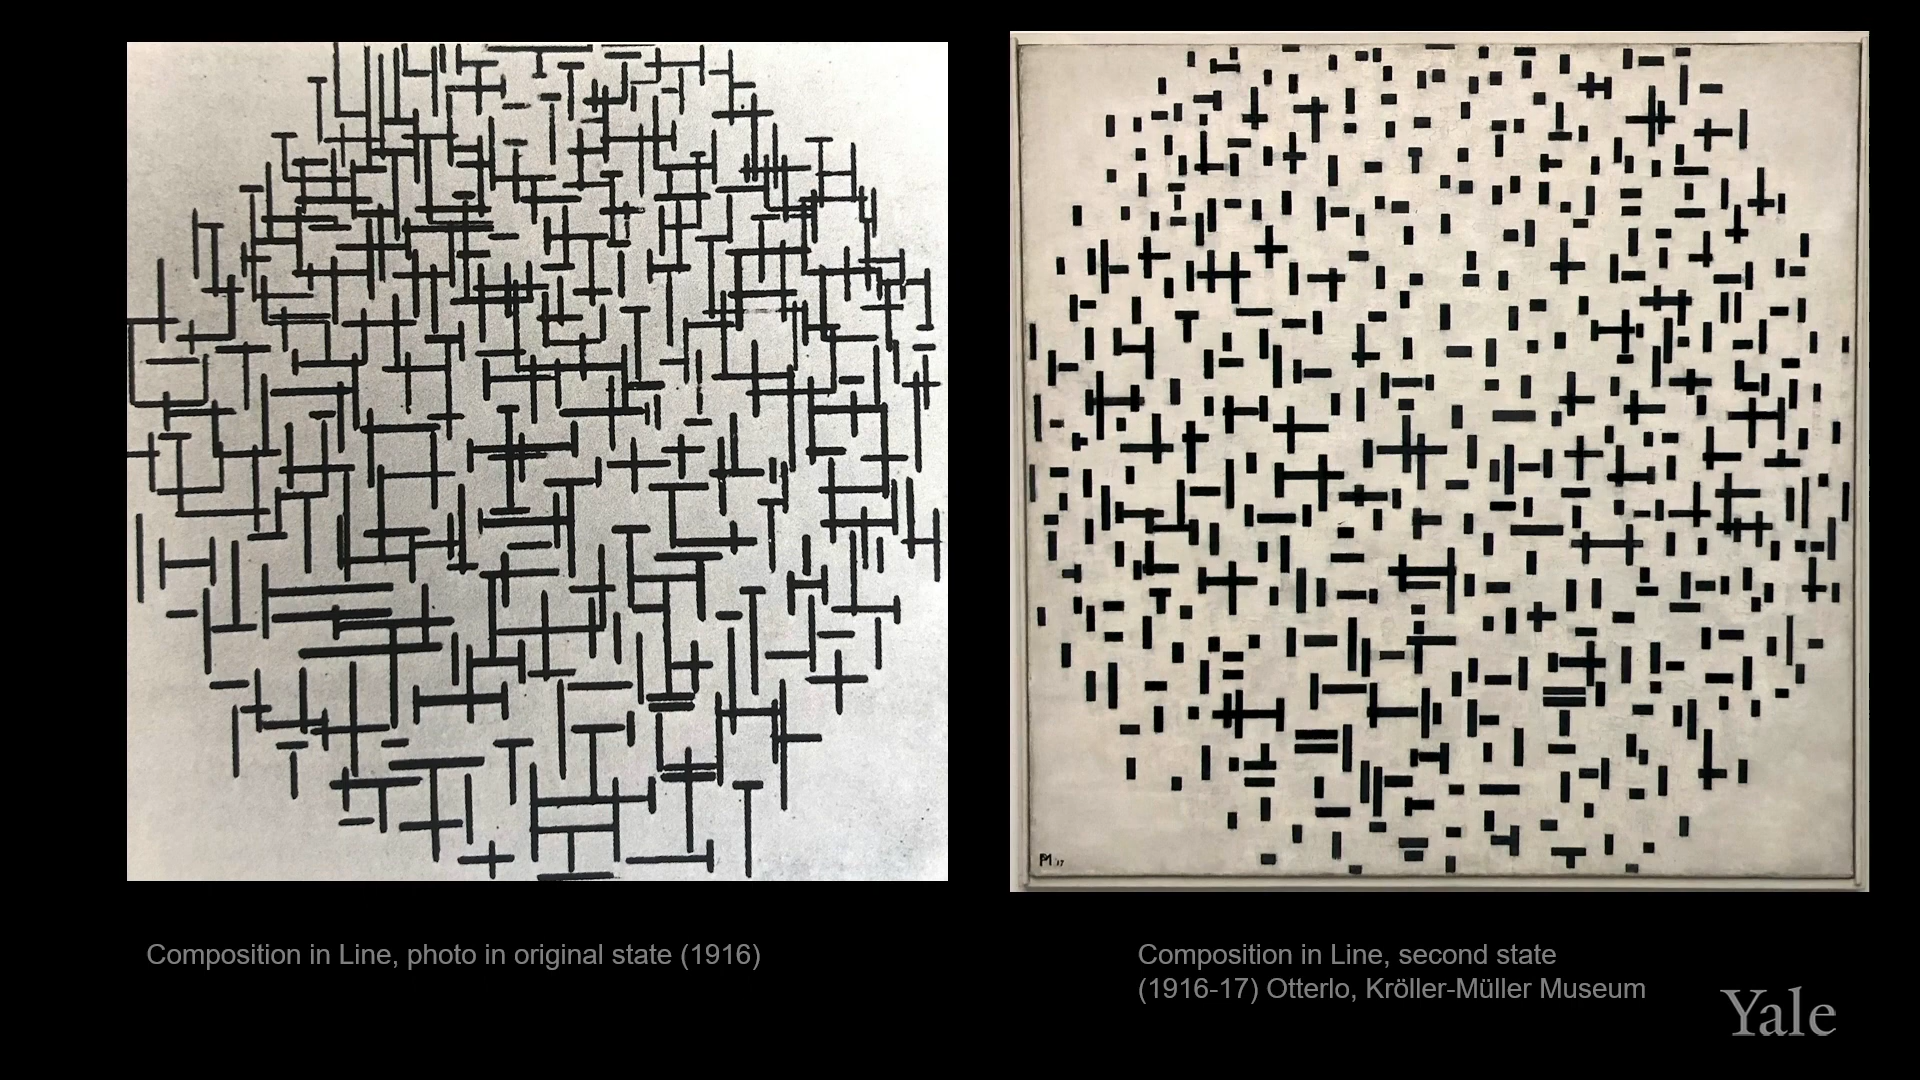 Composition in Line, photo in original state (1916)
Composition in Line, second state
(1916-17) Otterlo, Kröller-Müller Museum
Yale